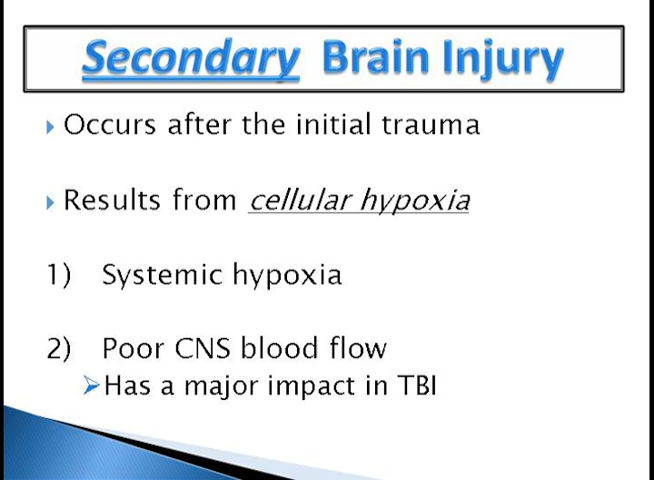 Secondary Brain Injury
Occurs after the initial trauma
Results from cellular hypoxia
1) Systemic hypoxia
2) Poor CNS blood flow
Has a major impact in TBI